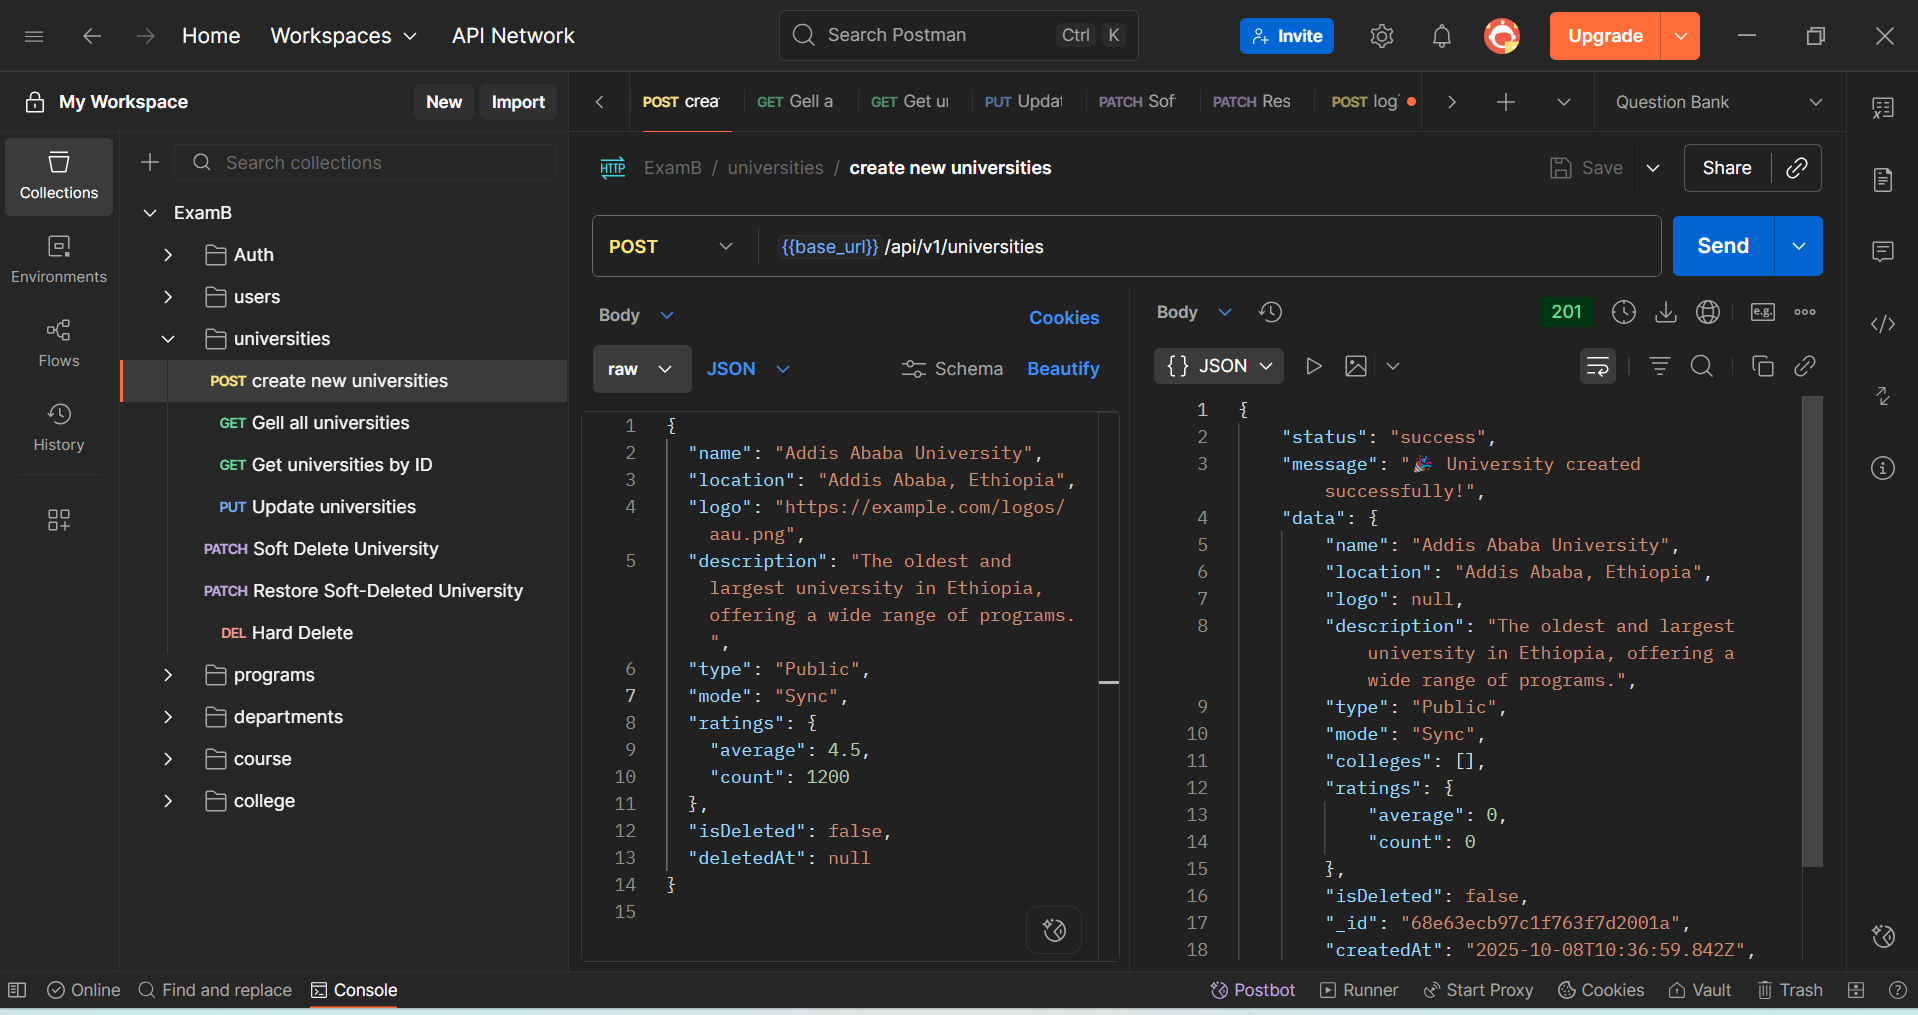 Home
Workspaces
API Network
Search Postman
Ctrl K
Invite
Upgrade
My Workspace
New
Import
POST crea
GET Gell a
GET Get u
PUT Updat
PATCH Sof
PATCH Res
POST log
Question Bank
Collections
Environments
Flows
History
Search collections
ExamB
Auth
users
universities
POST create new universities
GET Gell all universities
GET Get universities by ID
PUT Update universities
PATCH Soft Delete University
PATCH Restore Soft-Deleted University
DEL Hard Delete
programs
departments
course
college
HTTP ExamB / universities / create new universities
Save
Share
POST
{{base_url}} /api/v1/universities
Send
Body
Cookies
raw
JSON
Schema
Beautify
1 {
2 "name": "Addis Ababa University",
3 "location": "Addis Ababa, Ethiopia",
4 "logo": "https://example.com/logos/
aau.png",
5 "description": "The oldest and
largest university in Ethiopia,
offering a wide range of programs.
",
6 "type": "Public",
7 "mode": "Sync",
8 "ratings": {
9 "average": 4.5,
10 "count": 1200
11 },
12 "isDeleted": false,
13 "deletedAt": null
14 }
15
Body
201
e.g.
{} JSON
1 {
2 "status": "success",
3 "message": "🎉 University created
successfully!",
4 "data": {
5 "name": "Addis Ababa University",
6 "location": "Addis Ababa, Ethiopia",
7 "logo": null,
8 "description": "The oldest and largest
university in Ethiopia, offering a
wide range of programs.",
9 "type": "Public",
10 "mode": "Sync",
11 "colleges": [],
12 "ratings": {
13 "average": 0,
14 "count": 0
15 },
16 "isDeleted": false,
17 "_id": "68e63ecb97c1f763f7d2001a",
18 "createdAt": "2025-10-08T10:36:59.842Z",
Online
Find and replace
Console
Postbot
Runner
Start Proxy
Cookies
Vault
Trash